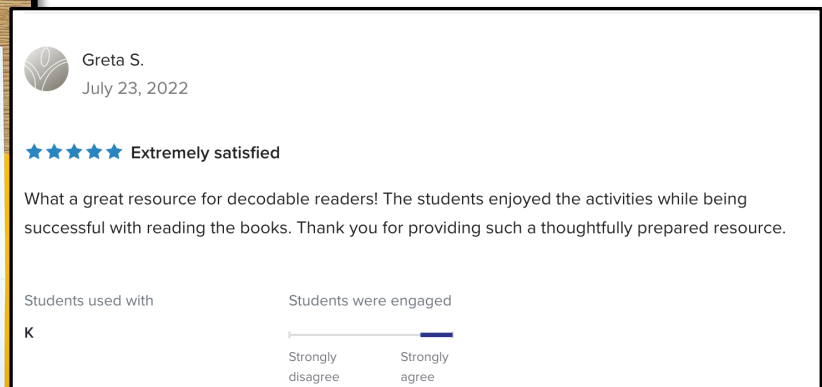 Greta S.
July 23, 2022
Extremely satisfied
What a great resource for decodable readers! The students enjoyed the activities while being
successful with reading the books. Thank you for providing such a thoughtfully prepared resource.
Students used with
Students were engaged
K
Strongly
disagree
Strongly
agree